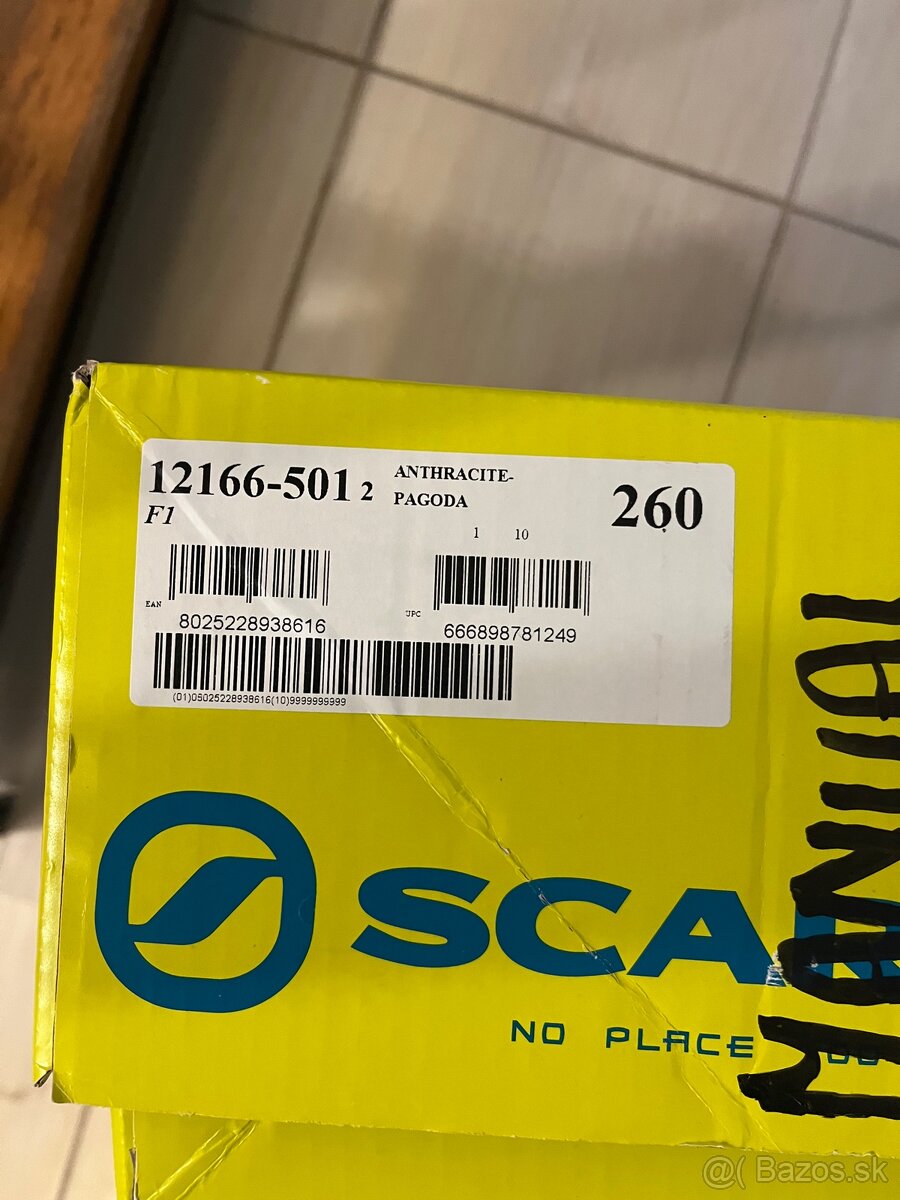 12166-501 2
ANTHRACITE-
PAGODA
260
F1
1 10
EAN
8025228938616
UPC
666898781249
(01)05025228938616(10)9999999999
MANUAL
SCA
NO PLACE
@( Bazos.sk